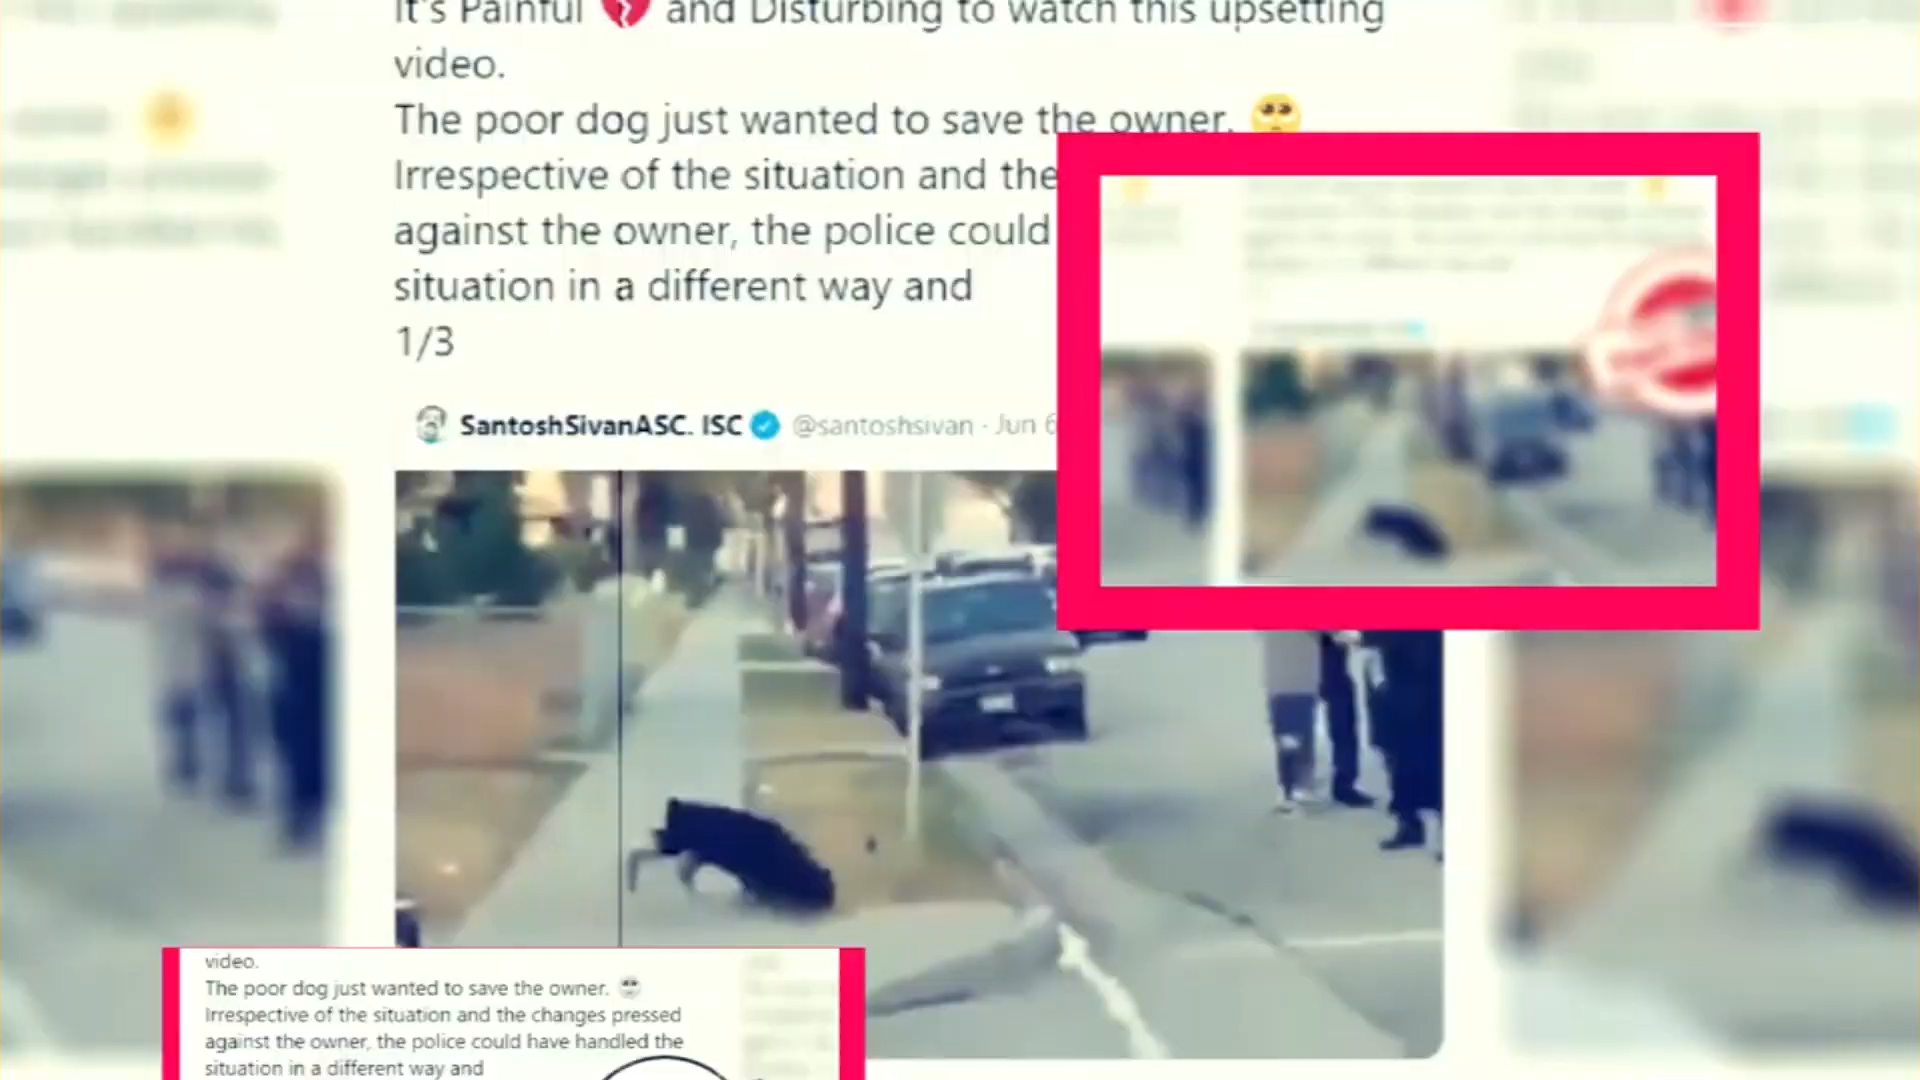 It's Painful 💔 and Disturbing to watch this upsetting
video.
The poor dog just wanted to save the owner. 🥺
Irrespective of the situation and the
against the owner, the police could
situation in a different way and
1/3
SantoshSivanASC. ISC @santoshsivan · Jun 6
video.
The poor dog just wanted to save the owner. 🥺
Irrespective of the situation and the changes pressed
against the owner, the police could have handled the
situation in a different way and